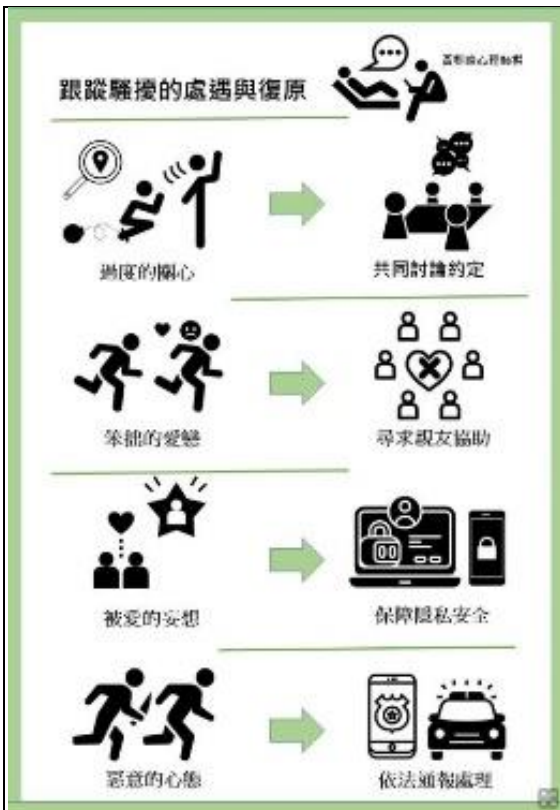 跟蹤騷擾的處遇與復原
過度的關心
共同討論約定
笨拙的愛戀
尋求親友協助
被愛的妄想
保障隱私安全
惡意的心態
依法通報處理